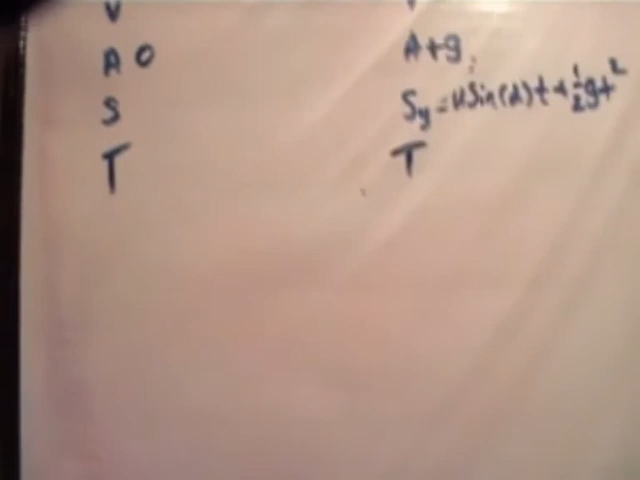 V
A 0
S
T
A+g
Sy=USin(α)t+½gt²
T